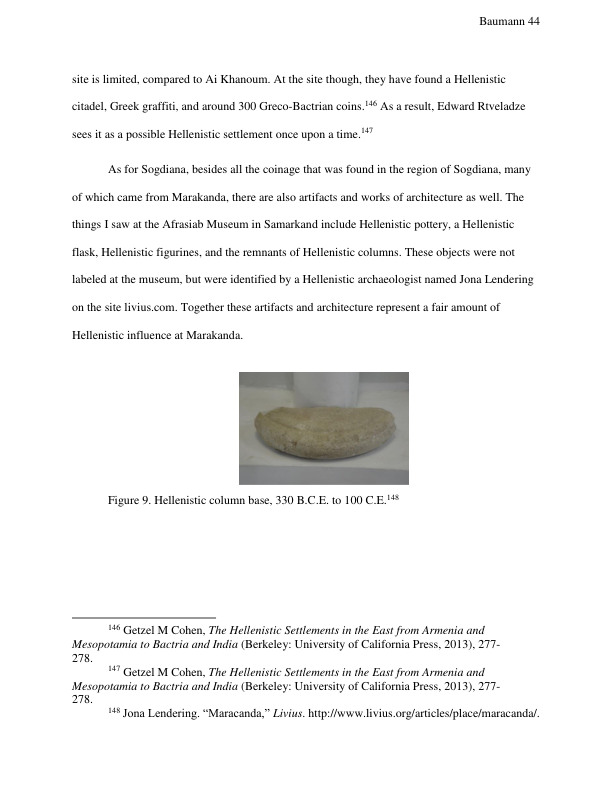 Baumann 44
site is limited, compared to Ai Khanoum. At the site though, they have found a Hellenistic
citadel, Greek graffiti, and around 300 Greco-Bactrian coins.146 As a result, Edward Rtveladze
sees it as a possible Hellenistic settlement once upon a time.147
As for Sogdiana, besides all the coinage that was found in the region of Sogdiana, many
of which came from Marakanda, there are also artifacts and works of architecture as well. The
things I saw at the Afrasiab Museum in Samarkand include Hellenistic pottery, a Hellenistic
flask, Hellenistic figurines, and the remnants of Hellenistic columns. These objects were not
labeled at the museum, but were identified by a Hellenistic archaeologist named Jona Lendering
on the site livius.com. Together these artifacts and architecture represent a fair amount of
Hellenistic influence at Marakanda.
Figure 9. Hellenistic column base, 330 B.C.E. to 100 C.E.148
146 Getzel M Cohen, The Hellenistic Settlements in the East from Armenia and
Mesopotamia to Bactria and India (Berkeley: University of California Press, 2013), 277-
278.
147 Getzel M Cohen, The Hellenistic Settlements in the East from Armenia and
Mesopotamia to Bactria and India (Berkeley: University of California Press, 2013), 277-
278.
148 Jona Lendering. “Maracanda,” Livius. http://www.livius.org/articles/place/maracanda/.